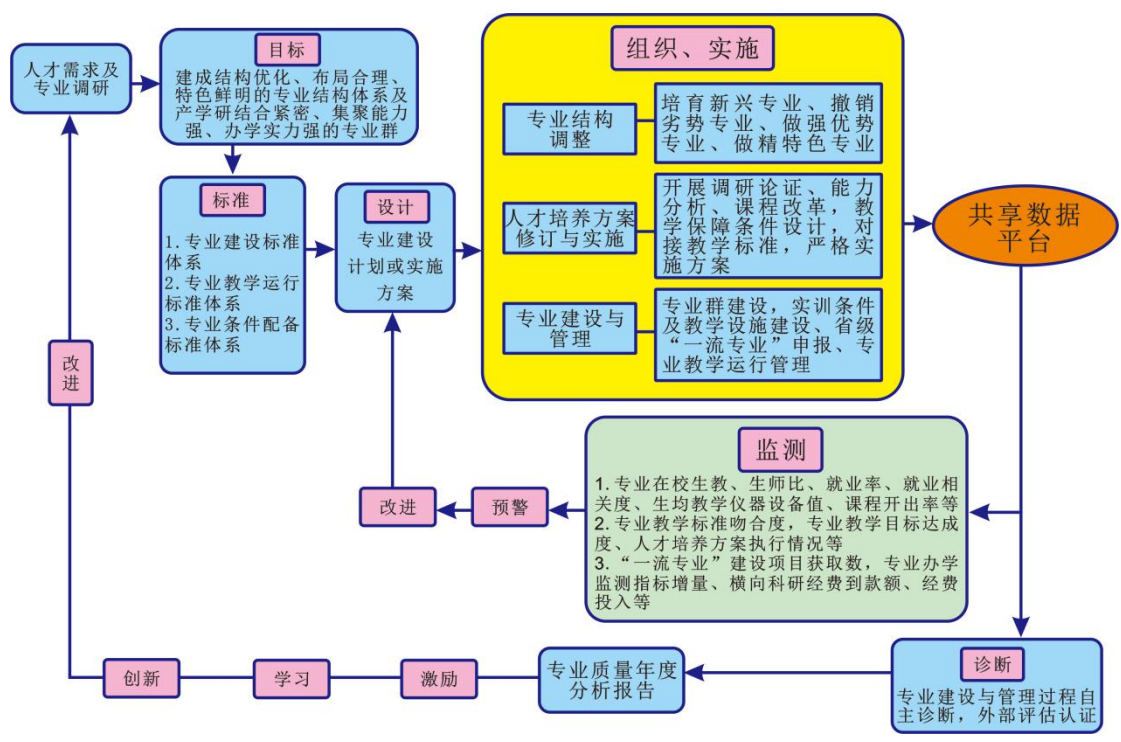 人才需求及
专业调研
目标
建成结构优化、布局合理、
特色鲜明的专业结构体系及
产学研结合紧密、集聚能力
强、办学实力强的专业群
标准
1.专业建设标准
体系
2.专业教学运行
标准体系
3.专业条件配备
标准体系
设计
专业建设
计划或实施
方案
组织、实施
专业结构
调整
培育新兴专业、撤销
劣势专业、做强优势
专业、做精特色专业
人才培养方案
修订与实施
开展调研论证、能力
分析、课程改革，教
学保障条件设计，对
接教学标准，严格实
施方案
专业建设与
管理
专业群建设，实训条件
及教学设施建设、省级
“一流专业”申报、专
业教学运行管理
共享数据
平台
监测
1.专业在校生教、生师比、就业率、就业相
关度、生均教学仪器设备值、课程开出率等
2.专业教学标准吻合度，专业教学目标达成
度、人才培养方案执行情况等
3.“一流专业”建设项目获取数，专业办学
监测指标增量、横向科研经费到款额、经费
投入等
预警
改进
诊断
专业建设与管理过程自
主诊断，外部评估认证
专业质量年度
分析报告
激励
学习
创新
改
进